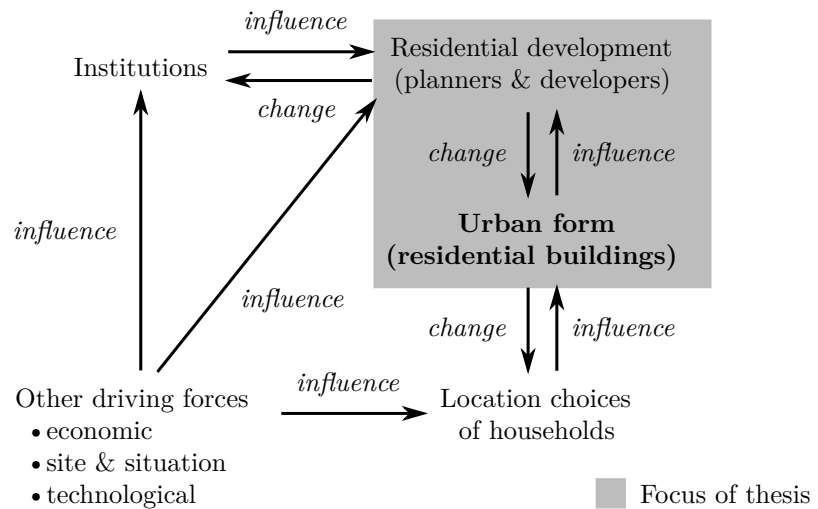 influence
Institutions
change
Residential development
(planners & developers)
change
influence
Urban form
(residential buildings)
influence
influence
change
influence
Other driving forces
• economic
• site & situation
• technological
influence
Location choices
of households
Focus of thesis